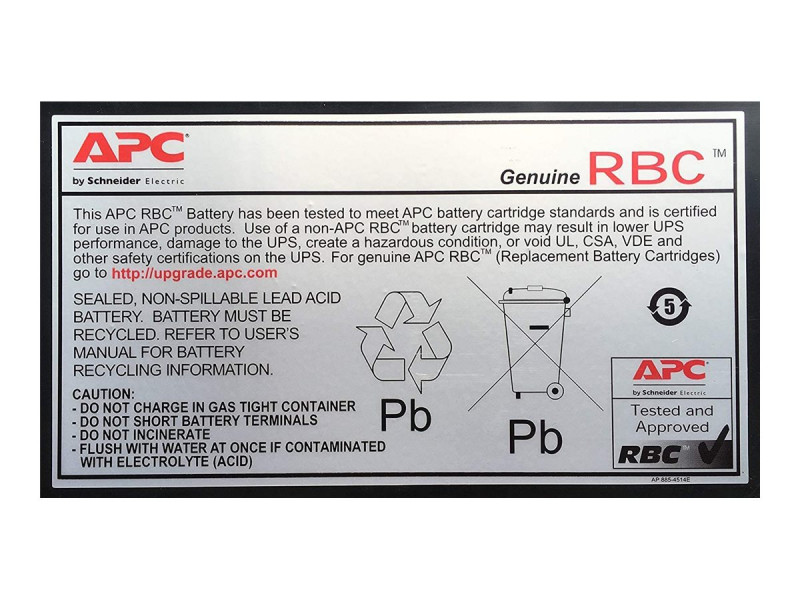 APC
by Schneider Electric
Genuine RBC™
This APC RBC™ Battery has been tested to meet APC battery cartridge standards and is certified
for use in APC products. Use of a non-APC RBC™ battery cartridge may result in lower UPS
performance, damage to the UPS, create a hazardous condition, or void UL, CSA, VDE and
other safety certifications on the UPS. For genuine APC RBC™ (Replacement Battery Cartridges)
go to http://upgrade.apc.com
SEALED, NON-SPILLABLE LEAD ACID
BATTERY. BATTERY MUST BE
RECYCLED. REFER TO USER'S
MANUAL FOR BATTERY
RECYCLING INFORMATION.
CAUTION:
- DO NOT CHARGE IN GAS TIGHT CONTAINER
- DO NOT SHORT BATTERY TERMINALS
- DO NOT INCINERATE
- FLUSH WITH WATER AT ONCE IF CONTAMINATED
WITH ELECTROLYTE (ACID)
Pb
Pb
5
APC
by Schneider Electric
Tested and
Approved
RBC™
AP 885-4514E